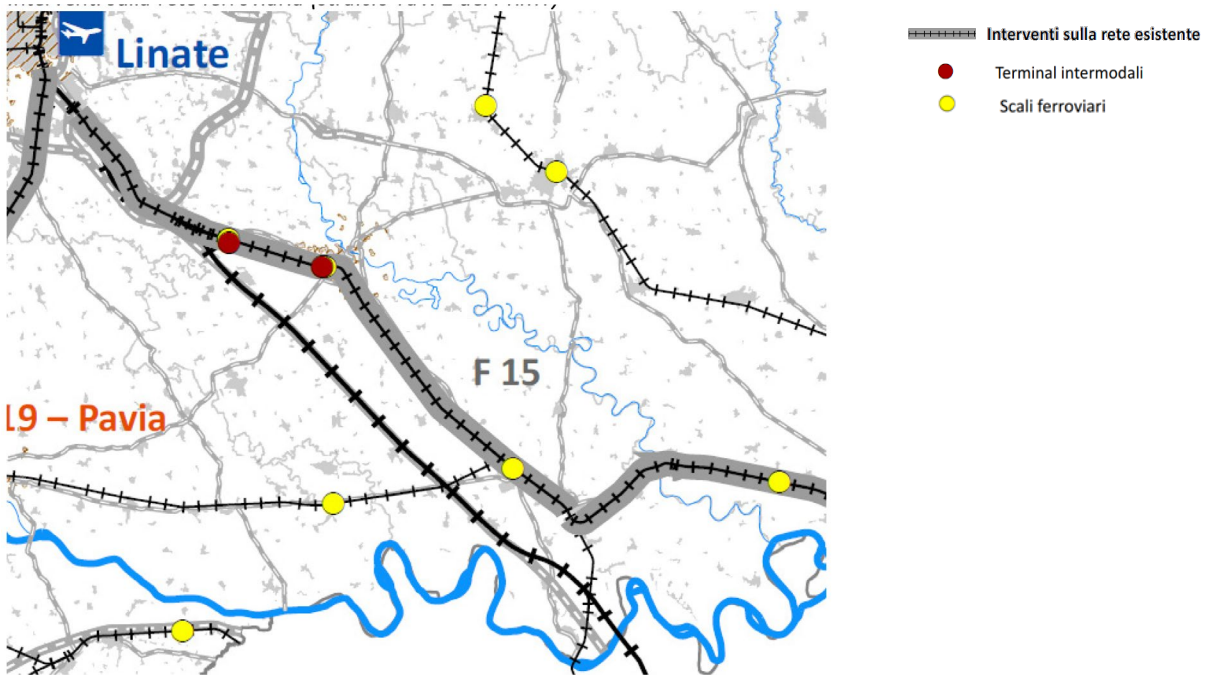 Linate
F 15
19 – Pavia
Interventi sulla rete esistente
Terminal intermodali
Scali ferroviari